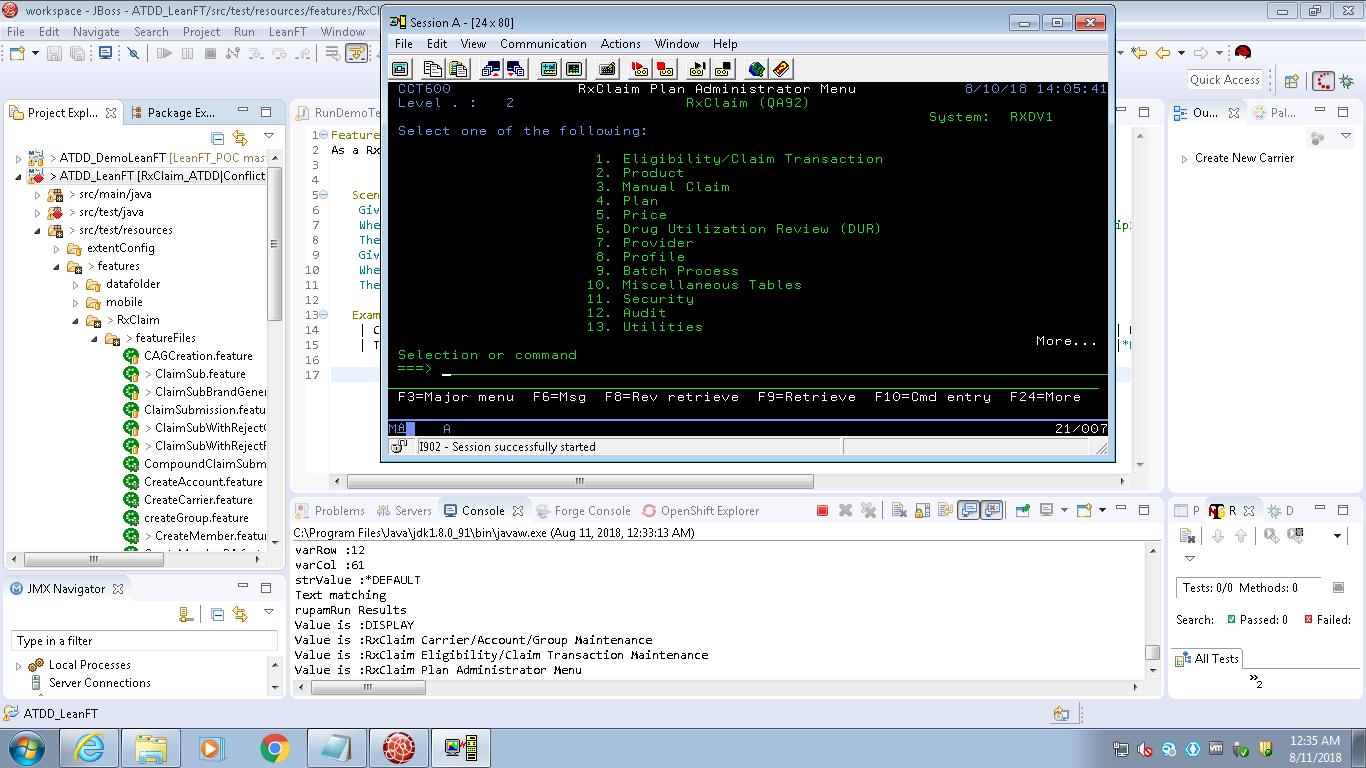 workspace - JBoss - ATDD_LeanFT/src/test/resources/features/RxCl
File Edit Navigate Search Project Run LeanFT Window
Quick Access
Project Expl...
Package Ex...
> ATDD_DemoLeanFT [LeanFT_POC mas
> ATDD_LeanFT [RxClaim_ATDD|Conflict
> src/main/java
> src/test/java
> src/test/resources
extentConfig
> features
datafolder
mobile
> RxClaim
> featureFiles
CAGCreation.feature
> ClaimSub.feature
> ClaimSubBrandGener
ClaimSubmission.featu
> ClaimSubWithReject
> ClaimSubWithReject
CompoundClaimSubm
CreateAccount.feature
CreateCarrier.feature
createGroup.feature
> CreateMember.feature
RunDemoTe
1 Featur
2 As a Rx
3
4
5 Scen
6 Giv
7 Whe
8 The
9 Giv
10 Whe
11 The
12
13 Exam
14 | C
15 | T
16
17
Session A - [24 x 80]
File Edit View Communication Actions Window Help
CCT600 RxClaim Plan Administrator Menu 8/10/18 14:05:41
Level . : 2 RxClaim (QA92)
System: RXDV1
Select one of the following:
1. Eligibility/Claim Transaction
2. Product
3. Manual Claim
4. Plan
5. Price
6. Drug Utilization Review (DUR)
7. Provider
8. Profile
9. Batch Process
10. Miscellaneous Tables
11. Security
12. Audit
13. Utilities
More...
Selection or command
===> _
F3=Major menu F6=Msg F8=Rev retrieve F9=Retrieve F10=Cmd entry F24=More
MA A 21/007
I902 - Session successfully started
Ou...
Pal...
Create New Carrier
Problems Servers Console Forge Console OpenShift Explorer
C:\Program Files\Java\jdk1.8.0_91\bin\javaw.exe (Aug 11, 2018, 12:33:13 AM)
varRow :12
varCol :61
strValue :*DEFAULT
Text matching
rupamRun Results
Value is :DISPLAY
Value is :RxClaim Carrier/Account/Group Maintenance
Value is :RxClaim Eligibility/Claim Transaction Maintenance
Value is :RxClaim Plan Administrator Menu
P R D
Tests: 0/0 Methods: 0
Search: Passed: 0 Failed:
All Tests
»2
JMX Navigator
Type in a filter
Local Processes
Server Connections
ATDD_LeanFT
12:35 AM
8/11/2018